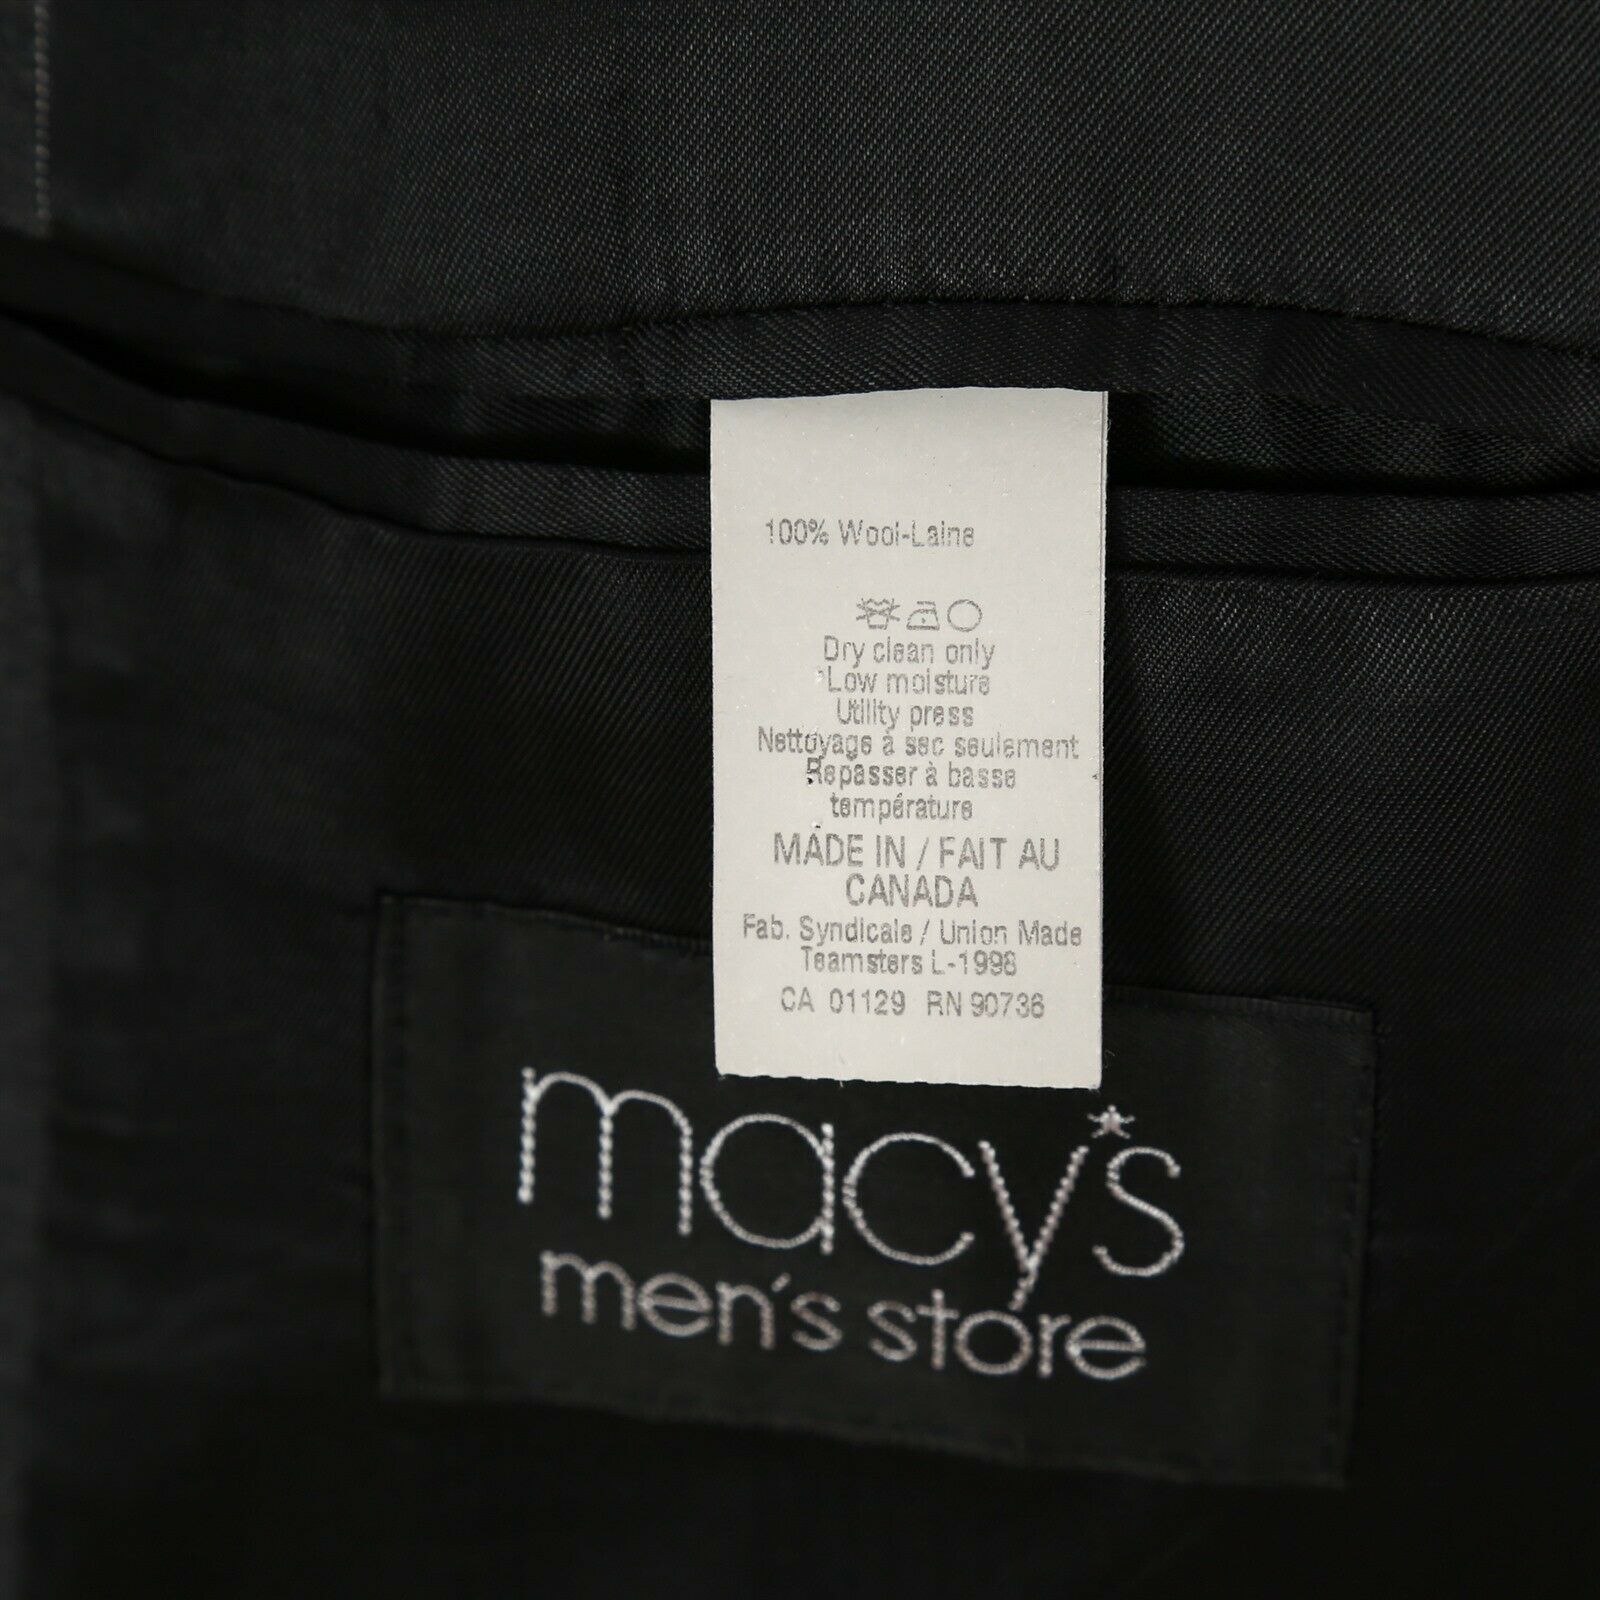 100% Wool-Laine
Dry clean only
Low moisture
Utility press
Nettoyage à sec seulement
Repasser à basse
température
MADE IN / FAIT AU
CANADA
Fab. Syndicale / Union Made
Teamsters L-1998
CA 01129 RN 90736
macy's
men's store